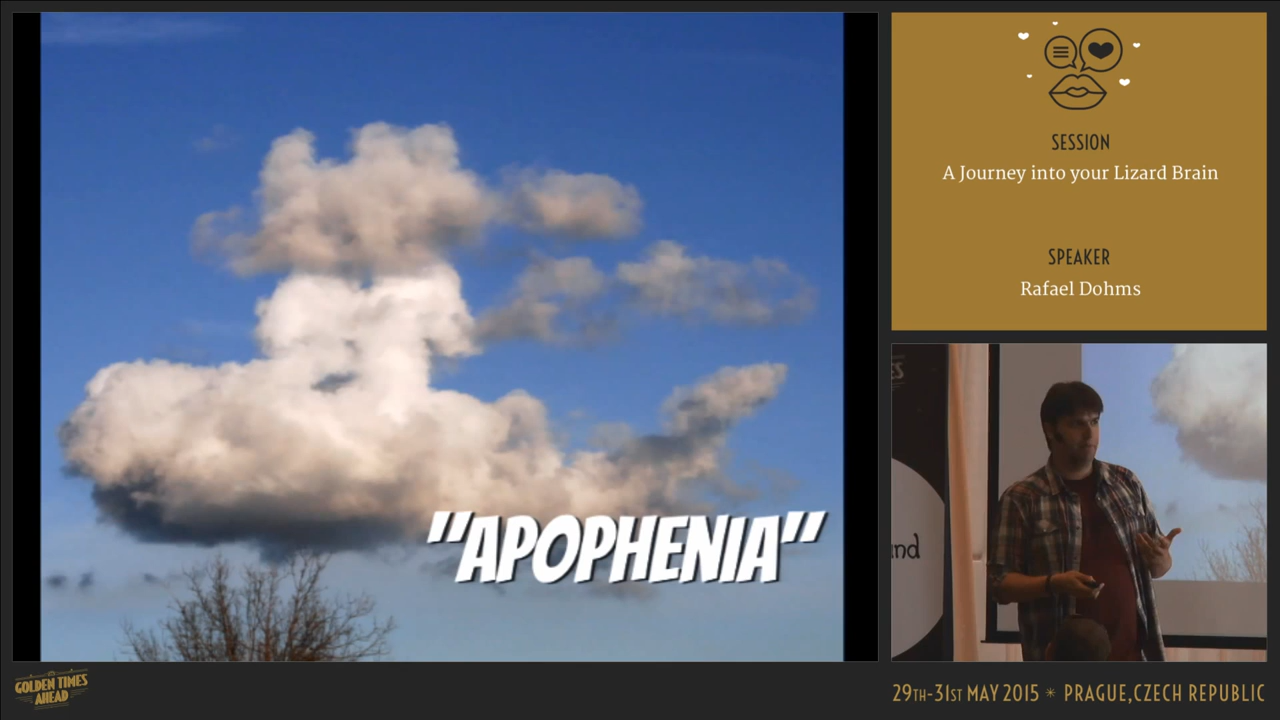 "APOPHENIA"
SESSION
A Journey into your Lizard Brain
SPEAKER
Rafael Dohms
GOLDEN TIMES
AHEAD
29TH-31ST MAY 2015 * PRAGUE, CZECH REPUBLIC